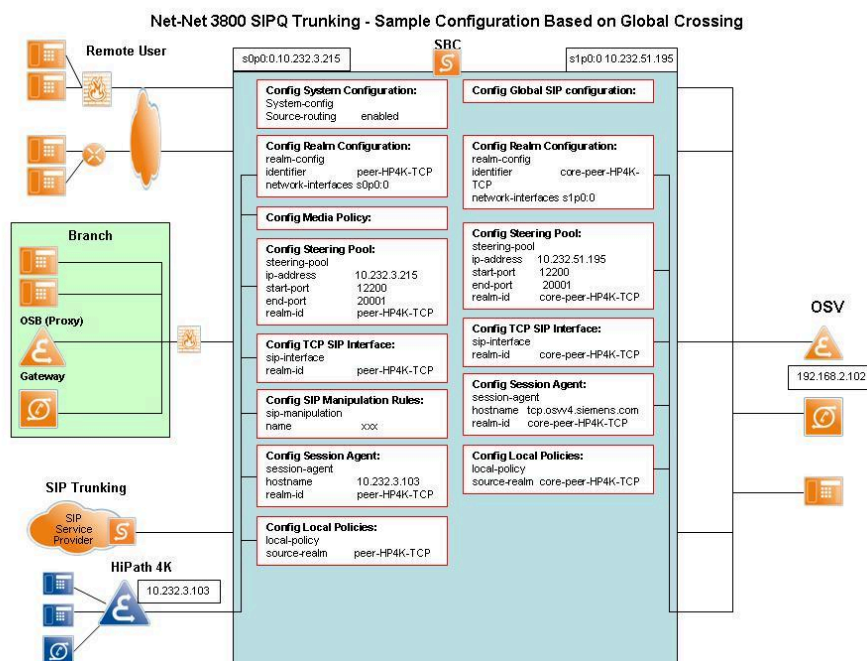 Net-Net 3800 SIPQ Trunking - Sample Configuration Based on Global Crossing
Remote User
s0p0:0.10.232.3.215
SBC
s1p0:0 10.232.51.195
Config System Configuration:
System-config
Source-routing enabled
Config Realm Configuration:
realm-config
identifier peer-HP4K-TCP
network-interfaces s0p0:0
Config Media Policy:
Config Steering Pool:
steering-pool
ip-address 10.232.3.215
start-port 12200
end-port 20001
realm-id peer-HP4K-TCP
Config TCP SIP Interface:
sip-interface
realm-id peer-HP4K-TCP
Config SIP Manipulation Rules:
sip-manipulation
name xxx
Config Session Agent:
session-agent
hostname 10.232.3.103
realm-id peer-HP4K-TCP
Config Local Policies:
local-policy
source-realm peer-HP4K-TCP
Config Global SIP configuration:
Config Realm Configuration:
realm-config
identifier core-peer-HP4K-
TCP
network-interfaces s1p0:0
Config Steering Pool:
steering-pool
ip-address 10.232.51.195
start-port 12200
end-port 20001
realm-id core-peer-HP4K-TCP
Config TCP SIP Interface:
sip-interface
realm-id core-peer-HP4K-TCP
Config Session Agent:
session-agent
hostname tcp.osvv4.siemens.com
realm-id core-peer-HP4K-TCP
Config Local Policies:
local-policy
source-realm core-peer-HP4K-TCP
Branch
OSB (Proxy)
Gateway
SIP Trunking
SIP
Service
Provider
HiPath 4K
10.232.3.103
OSV
192.168.2.102